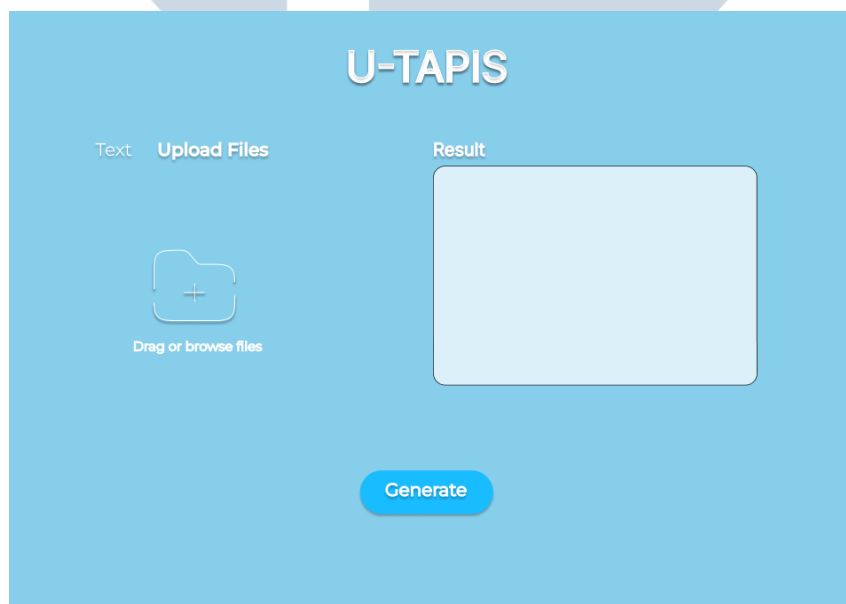 U-TAPIS
Text Upload Files
Result
Drag or browse files
Generate